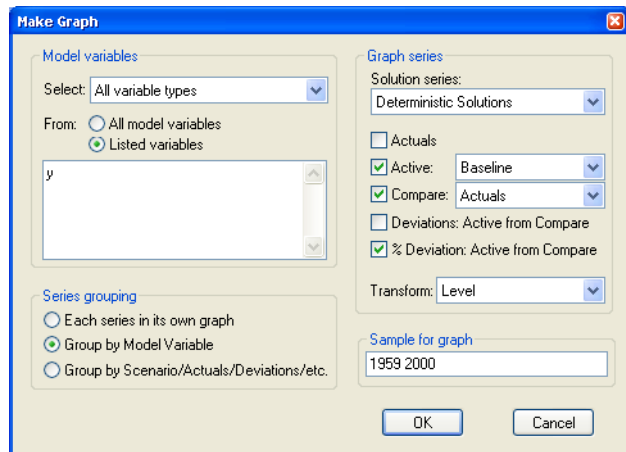 Make Graph
Model variables
Select: All variable types
From: All model variables
Listed variables
y
Series grouping
Each series in its own graph
Group by Model Variable
Group by Scenario/Actuals/Deviations/etc.
Graph series
Solution series:
Deterministic Solutions
Actuals
Active: Baseline
Compare: Actuals
Deviations: Active from Compare
% Deviation: Active from Compare
Transform: Level
Sample for graph
1959 2000
OK Cancel